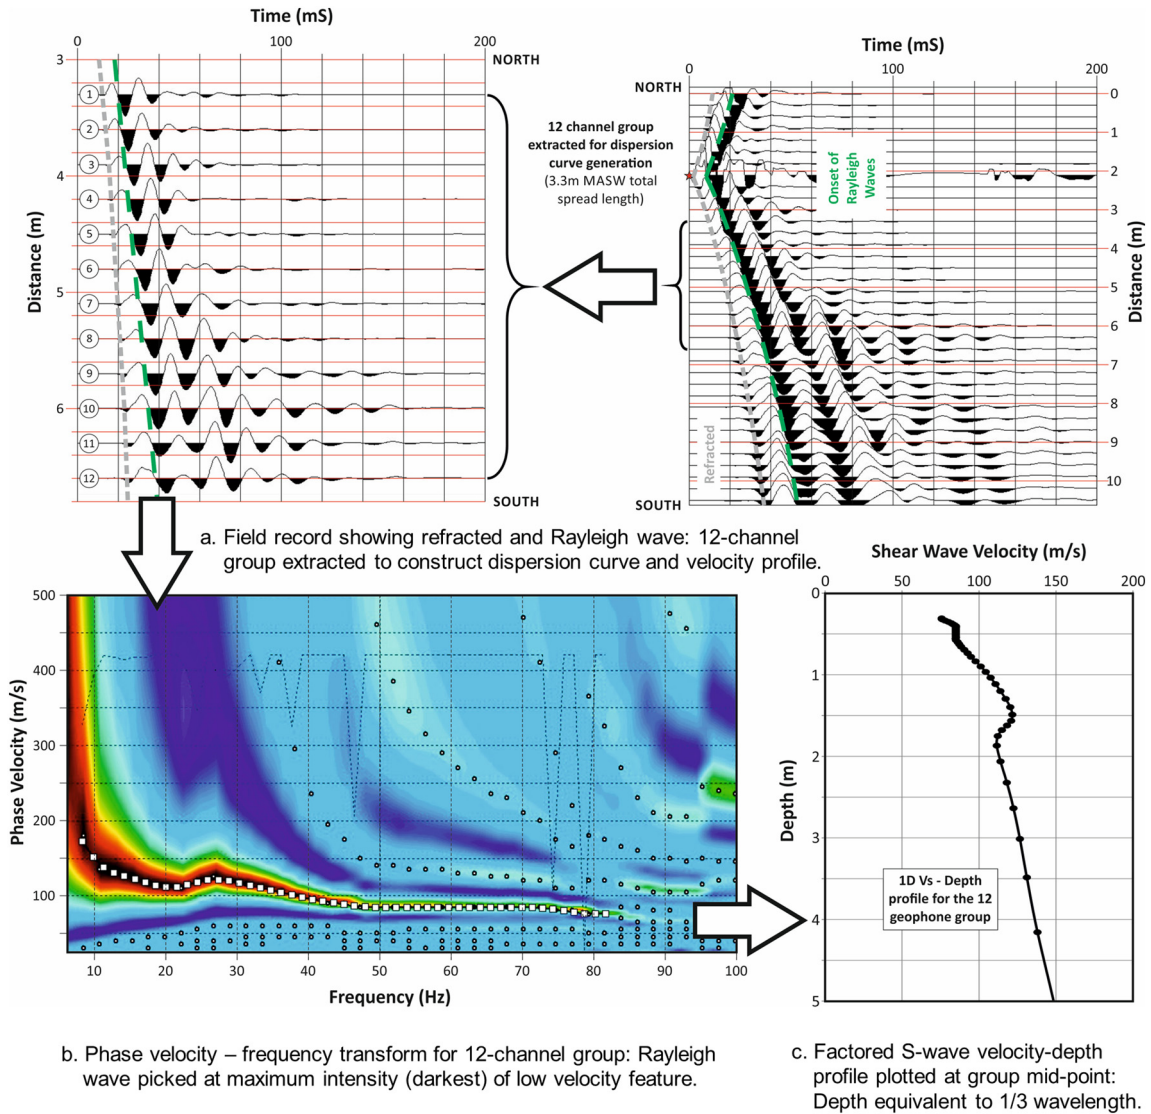 Time (mS)
0 100 200
NORTH
3
4
5
6
Distance (m)
1
2
3
4
5
6
7
8
9
10
11
12
SOUTH
12 channel group
extracted for dispersion
curve generation
(3.3m MASW total
spread length)
Time (mS)
0 100 200
NORTH
0
1
2
3
4
5
6
7
8
9
10
Distance (m)
Onset of
Rayleigh
Waves
Refracted
SOUTH
a. Field record showing refracted and Rayleigh wave: 12-channel
group extracted to construct dispersion curve and velocity profile.
500
400
300
200
100
Phase Velocity (m/s)
10 20 30 40 50 60 70 80 90 100
Frequency (Hz)
Shear Wave Velocity (m/s)
0 50 100 150 200
0
1
2
3
4
5
Depth (m)
1D Vs - Depth
profile for the 12
geophone group
b. Phase velocity – frequency transform for 12-channel group: Rayleigh
wave picked at maximum intensity (darkest) of low velocity feature.
c. Factored S-wave velocity-depth
profile plotted at group mid-point:
Depth equivalent to 1/3 wavelength.